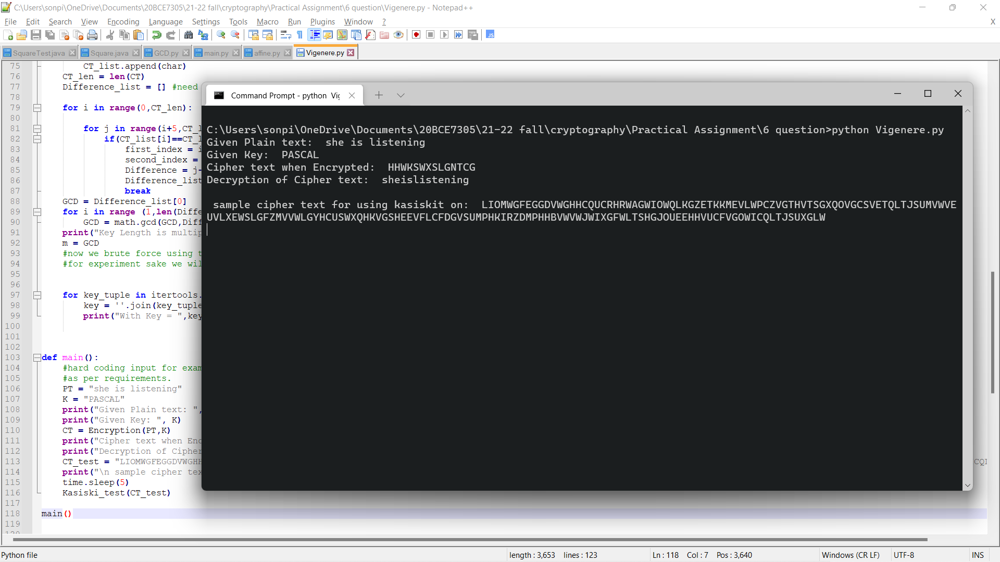 C:\Users\sonpi\OneDrive\Documents\20BCE7305\21-22 fall\cryptography\Practical Assignment\6 question\Vigenere.py - Notepad++
File Edit Search View Encoding Language Settings Tools Macro Run Plugins Window ? X
SquareTest.java Square.java GCD.py main.py affine.py Vigenere.py
75 CT_list.append(char)
76 CT_len = len(CT)
77 Difference_list = [] #need
78
79 for i in range(0,CT_len):
80
81 for j in range(i+5,CT_l
82 if(CT_list[i]==CT_l
83 first_index = i
84 second_index =
85 Difference = j-
86 Difference_list
87 break
88 GCD = Difference_list[0]
89 for i in range (1,len(Diffe
90 GCD = math.gcd(GCD,Diff
91 print("Key Length is multip
92 m = GCD
93 #now we brute force using t
94 #for experiment sake we wil
95
96
97 for key_tuple in itertools.
98 key = ''.join(key_tuple
99 print("With Key = ",key
100
101
102
103 def main():
104 #hard coding input for exam
105 #as per requirements.
106 PT = "she is listening"
107 K = "PASCAL"
108 print("Given Plain text: ",
109 print("Given Key: ", K)
110 CT = Encryption(PT,K)
111 print("Cipher text when Enc
112 print("Decryption of Cipher
113 CT_test = "LIOMWGFEGGDVWGHH CQI
114 print("\n sample cipher tex
115 time.sleep(5)
116 Kasiski_test(CT_test)
117
118 main()
119
120
Command Prompt - python Vig
C:\Users\sonpi\OneDrive\Documents\20BCE7305\21-22 fall\cryptography\Practical Assignment\6 question>python Vigenere.py
Given Plain text:  she is listening
Given Key:  PASCAL
Cipher text when Encrypted:  HHWKSWXSLGNTCG
Decryption of Cipher text:  sheislistening
sample cipher text for using kasiskit on:  LIOMWGFEGGDVWGHHCQUCRHRWAGWIOWQLKGZETKKMEVLWPCZVGTHVTSGXQOVGCSVETQLTJSUMVWVE
UVLXEWSLGFZMVVWLGYHCUSWXQHKVGSHEEVFLCFDGVSUMPHKIRZDMPHHBVWVWJWIXGFWLTSHGJOUEEHHVUCFVGOWICQLTJSUXGLW
Python file length : 3,653 lines : 123 Ln : 118 Col : 7 Pos : 3,640 Windows (CR LF) UTF-8 INS